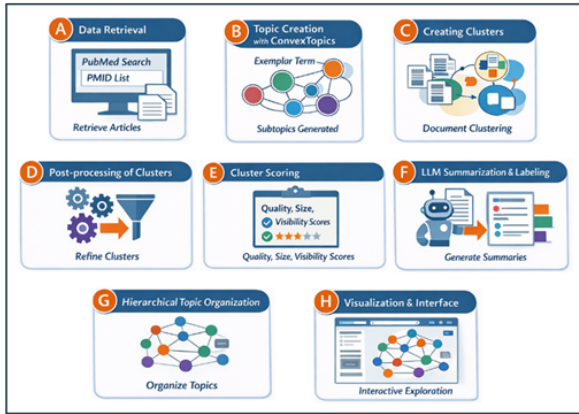 A Data Retrieval
PubMed Search
PMID List
Retrieve Articles
B Topic Creation
with ConvexTopics
Exemplar Term
Subtopics Generated
C Creating Clusters
Document Clustering
D Post-processing of Clusters
Refine Clusters
E Cluster Scoring
Quality, Size,
Visibility Scores
Quality, Size, Visibility Scores
F LLM Summarization & Labeling
Generate Summaries
G Hierarchical Topic Organization
Organize Topics
H Visualization & Interface
Interactive Exploration